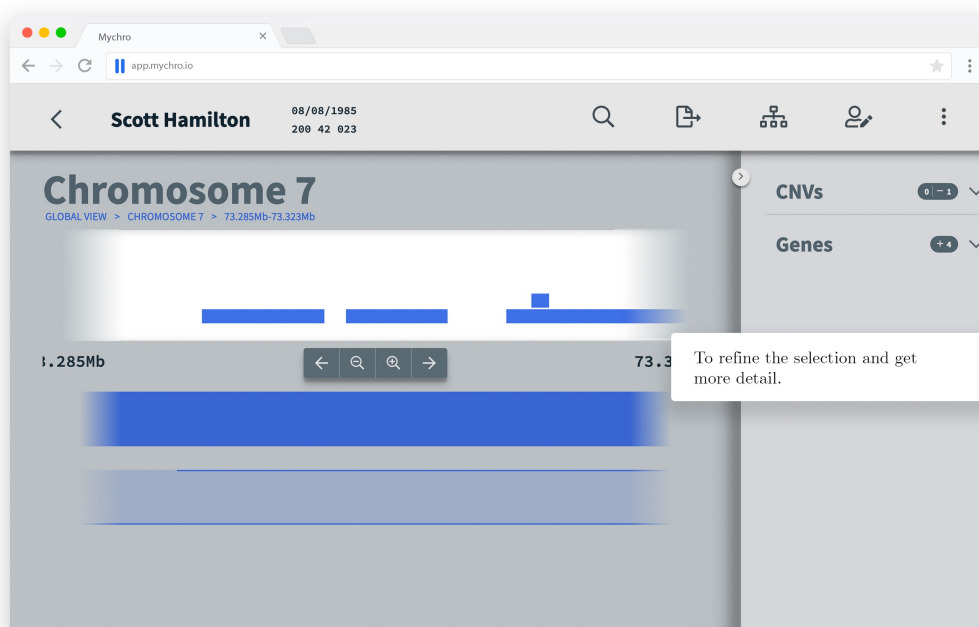 Mychro
app.mychro.io
Scott Hamilton
08/08/1985
200 42 023
Chromosome 7
GLOBAL VIEW > CHROMOSOME 7 > 73.285Mb-73.323Mb
CNVs
0 − 1
Genes
+ 4
.285Mb
73.3
To refine the selection and get
more detail.